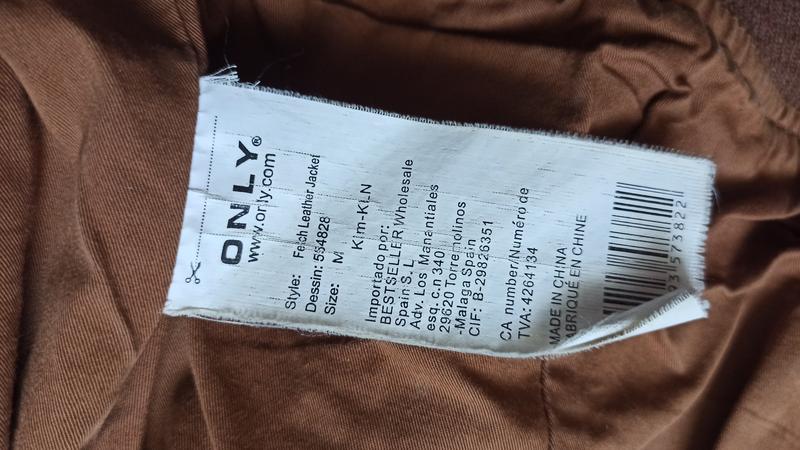 ONLY®
www.only.com
Style: Feich Leather Jacket
Dessin: 554828
Size: M
Kim-KLN
Importado por:
BESTSELLER Wholesale
Spain S.L
Adv. Los Manantiales
esq. c.n 340
29620 Torremolinos
-Malaga Spain
CIF: B-29826351
CA number/Numéro de
TVA: 4264134
MADE IN CHINA
FABRIQUÉ EN CHINE